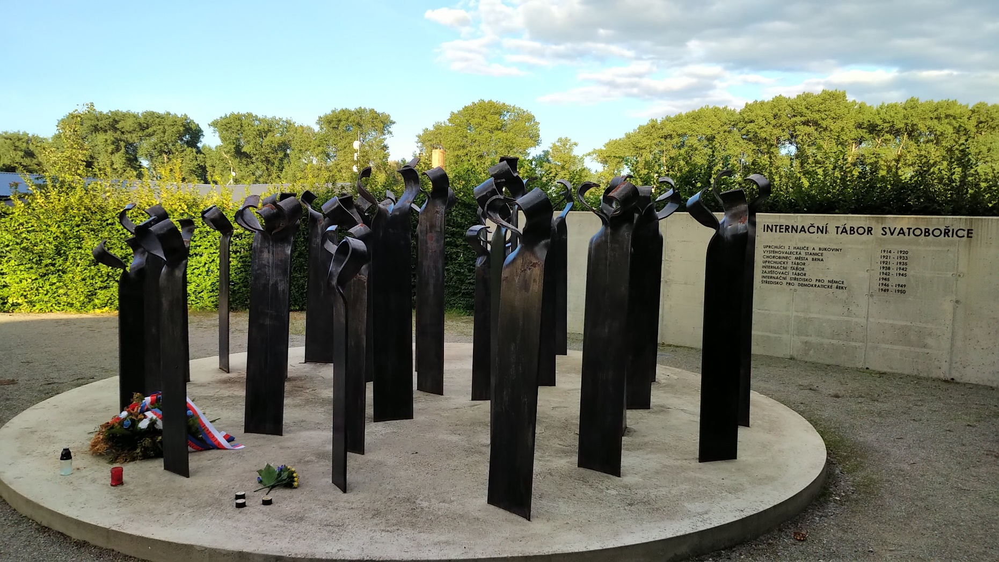 INTERNAČNÍ TÁBOR SVATOBOŘICE
UPRCHLÍCI Z HALIČE A BUKOVINY 1914 - 1920
VYSTĚHOVALECKÁ STANICE 1921 - 1933
CHOROBINEC MĚSTA BRNA 1921 - 1935
UPRCHLICKÝ TÁBOR 1938 - 1942
INTERNAČNÍ TÁBOR 1942 - 1945
ZAJIŠŤOVACÍ TÁBOR 1945
INTERNAČNÍ STŘEDISKO PRO NĚMCE 1946 - 1949
STŘEDISKO PRO DEMOKRATICKÉ ŘEKY 1949 - 1950